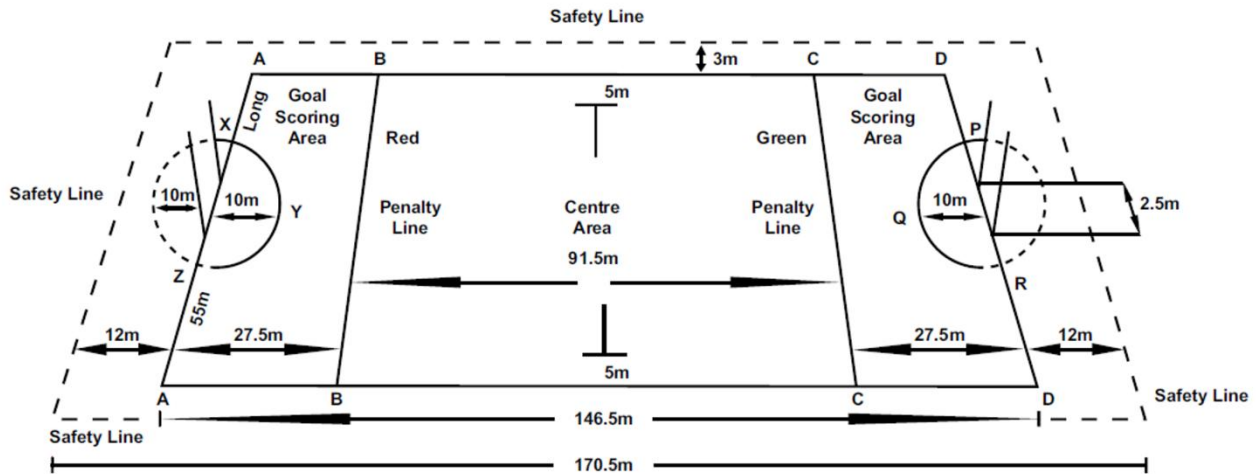 Safety Line
A
B
C
D
3m
Long
Goal
Scoring
Area
5m
Goal
Scoring
Area
X
Red
Green
P
Safety Line
10m
10m
Y
Penalty
Line
Centre
Area
Penalty
Line
Q
10m
2.5m
91.5m
Z
R
55m
12m
27.5m
27.5m
12m
5m
A
B
C
D
Safety Line
146.5m
Safety Line
170.5m